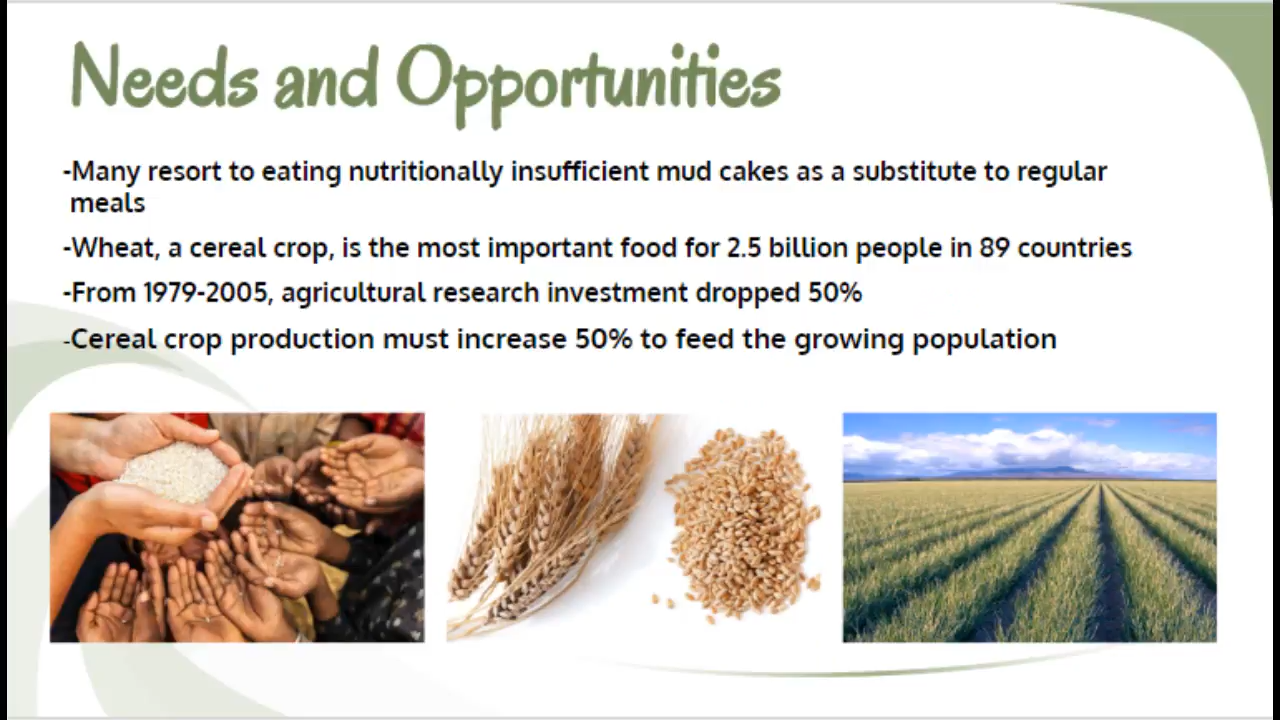 Needs and Opportunities
-Many resort to eating nutritionally insufficient mud cakes as a substitute to regular
meals
-Wheat, a cereal crop, is the most important food for 2.5 billion people in 89 countries
-From 1979-2005, agricultural research investment dropped 50%
-Cereal crop production must increase 50% to feed the growing population